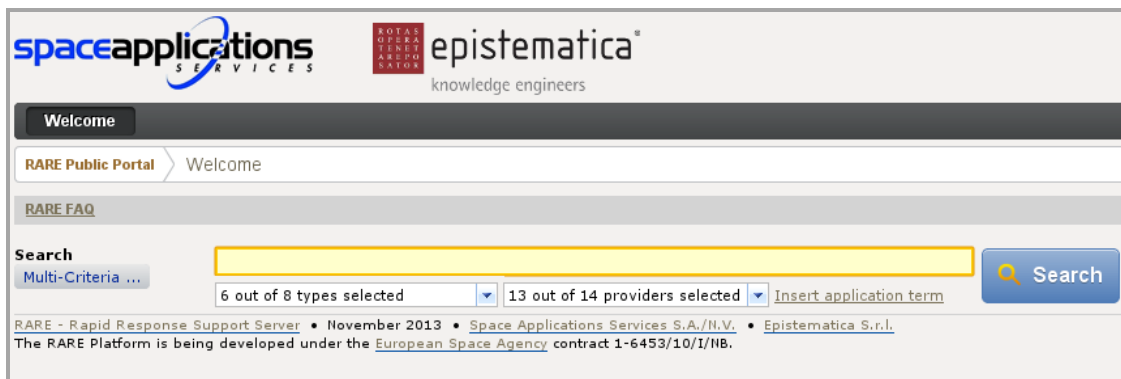 spaceapplications
SERVICES
ROTAS
OPERA
TENET
AREPO
SATOR
epistematica®
knowledge engineers
Welcome
RARE Public Portal Welcome
RARE FAQ
Search
Multi-Criteria ...
Search
6 out of 8 types selected 13 out of 14 providers selected Insert application term
RARE - Rapid Response Support Server • November 2013 • Space Applications Services S.A./N.V. • Epistematica S.r.l.
The RARE Platform is being developed under the European Space Agency contract 1-6453/10/I/NB.